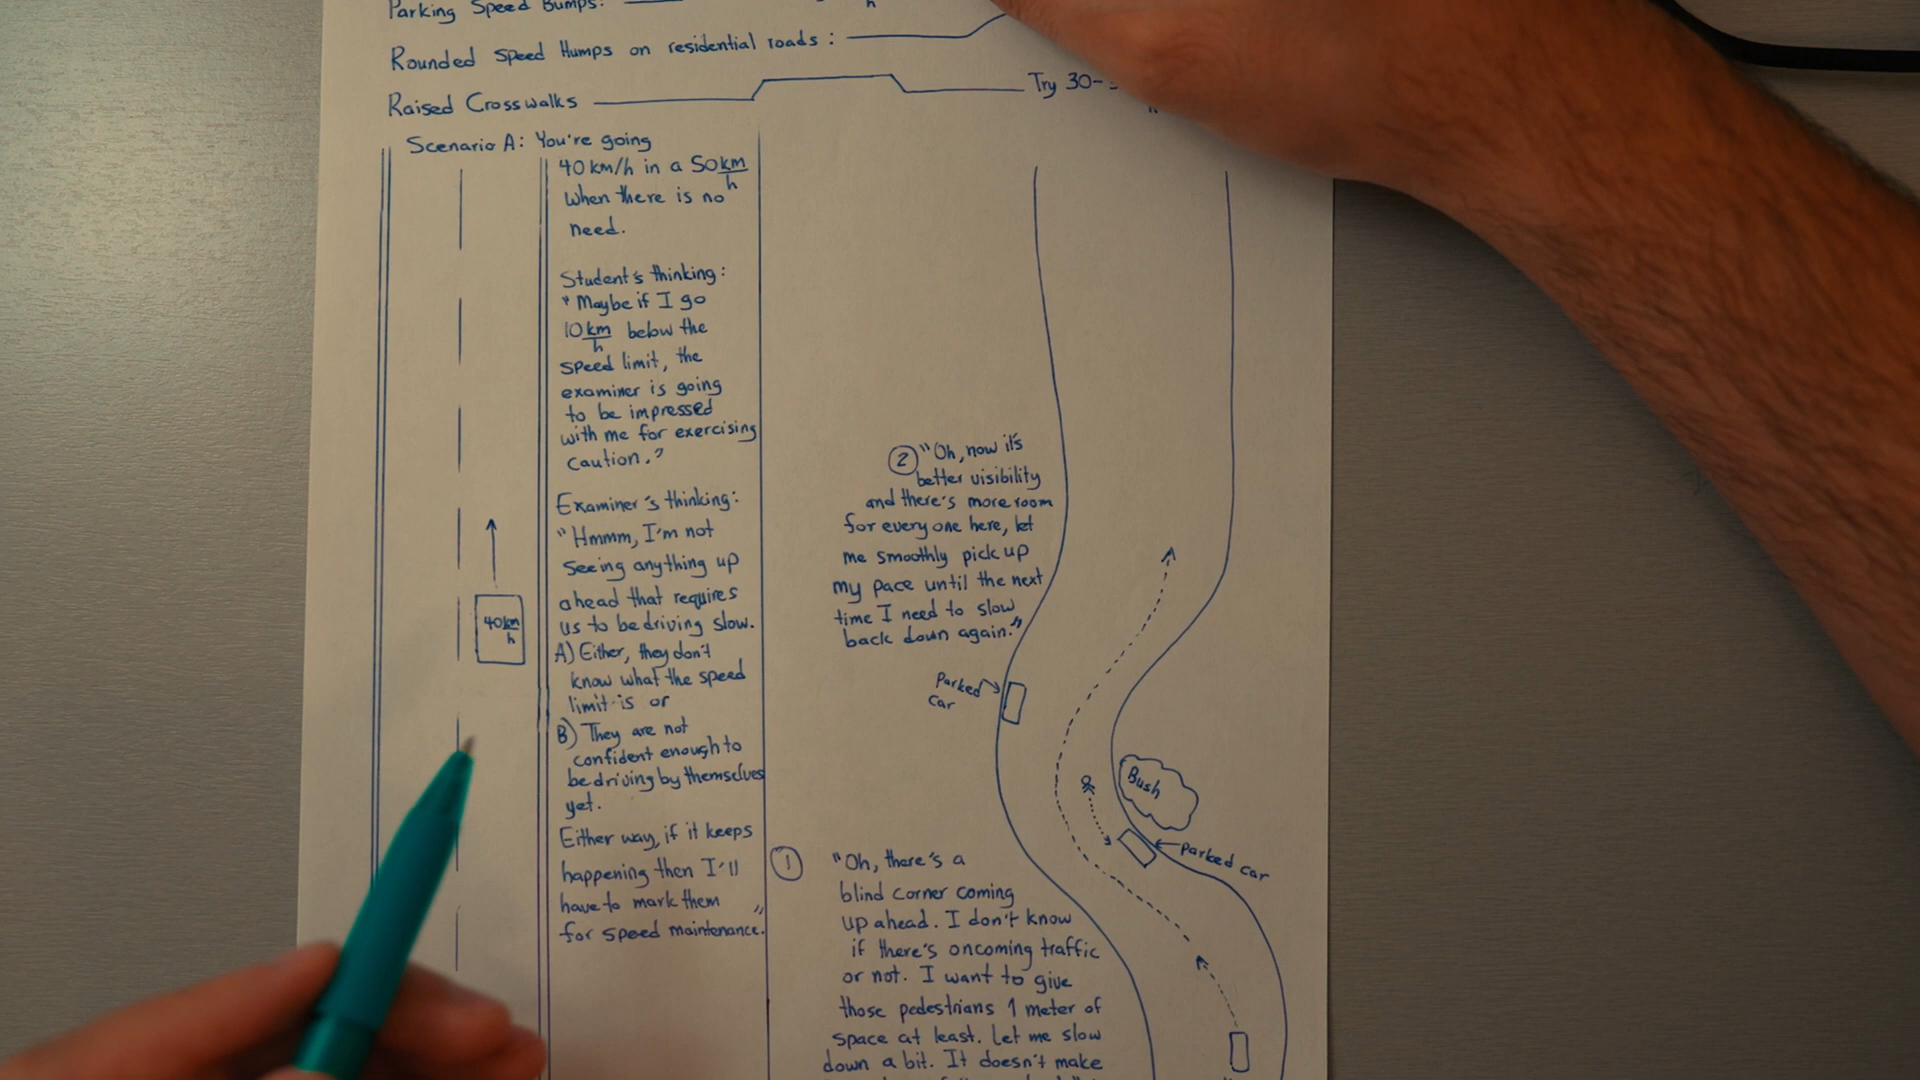 Parking Speed Bumps:
h
Rounded Speed Humps on residential roads:
Raised Crosswalks
Try 30-
Scenario A: You're going
40 km/h in a 50 km/h
when there is no
need.
Student's thinking:
"Maybe if I go
10 km/h below the
speed limit, the
examiner is going
to be impressed
with me for exercising
caution."
Examiner's thinking:
"Hmmm, I'm not
seeing anything up
ahead that requires
us to be driving slow.
A) Either, they don't
know what the speed
limit is or
B) They are not
confident enough to
be driving by themselves
yet.
Either way, if it keeps
happening then I'll
have to mark them
for speed maintenance."
40 km/h
2 "Oh, now it's
better visibility
and there's more room
for everyone here, let
me smoothly pick up
my pace until the next
time I need to slow
back down again."
Parked
car
Bush
parked car
1 "Oh, there's a
blind corner coming
up ahead. I don't know
if there's oncoming traffic
or not. I want to give
those pedestrians 1 meter of
space at least. Let me slow
down a bit. It doesn't make